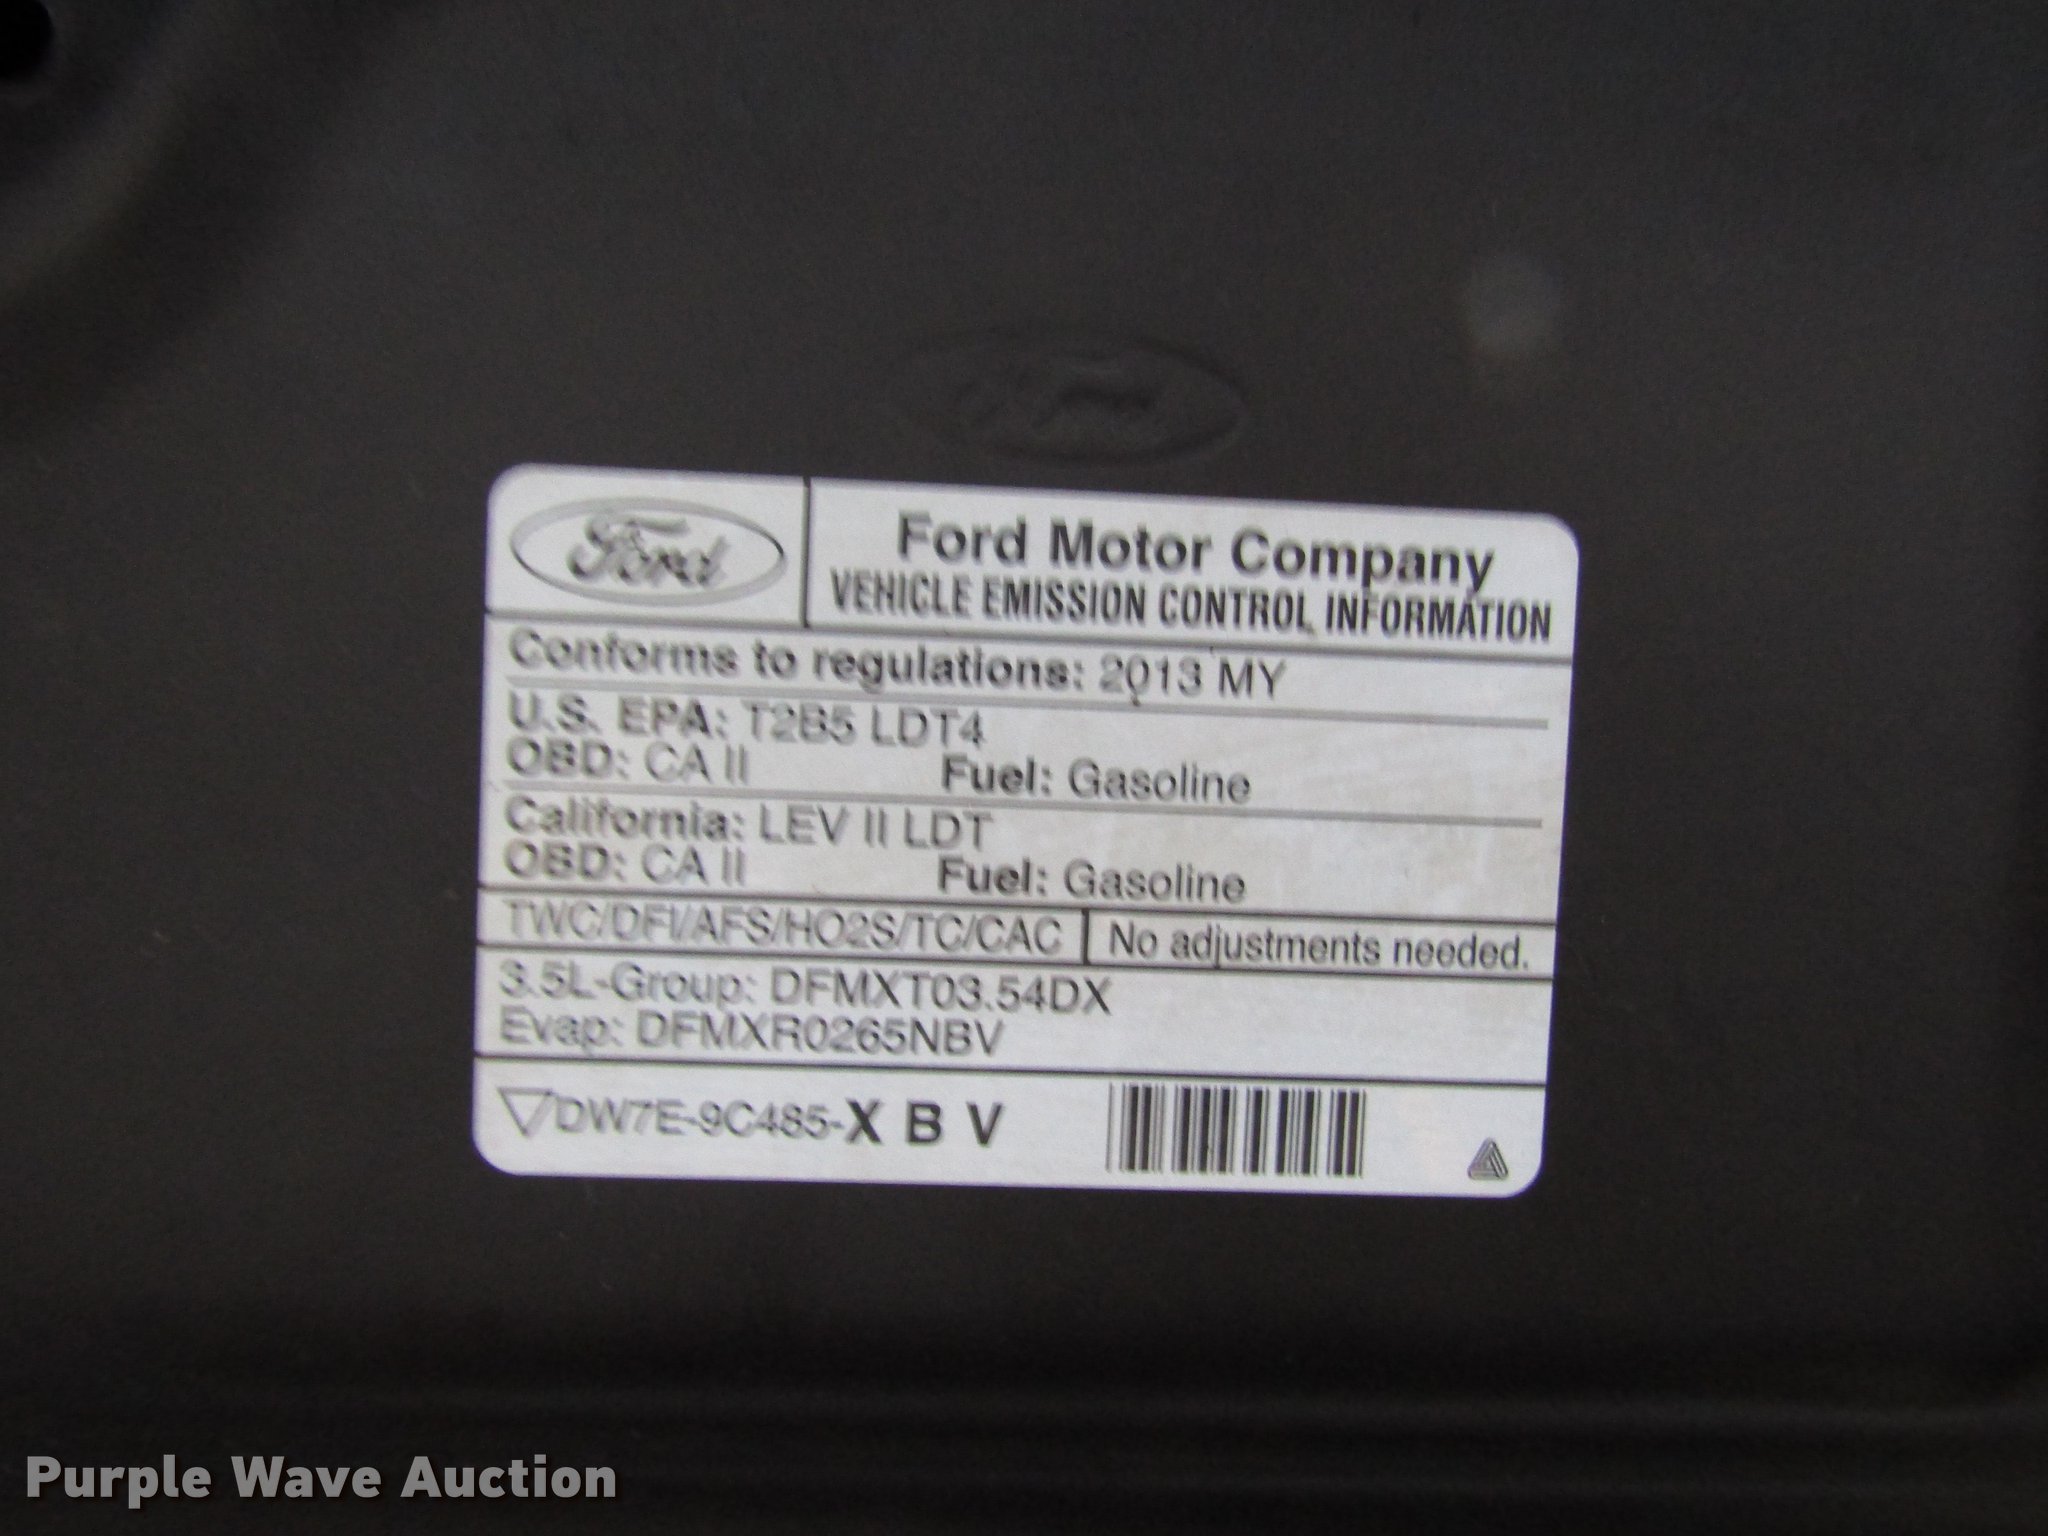 Ford
Ford
Ford Motor Company
VEHICLE EMISSION CONTROL INFORMATION
Conforms to regulations: 2013 MY
U.S. EPA: T2B5 LDT4
OBD: CA II Fuel: Gasoline
California: LEV II LDT
OBD: CA II Fuel: Gasoline
TWC/DFI/AFS/HO2S/TC/CAC No adjustments needed.
3.5L-Group: DFMXT03.54DX
Evap: DFMXR0265NBV
DW7E-9C485-X B V
Purple Wave Auction